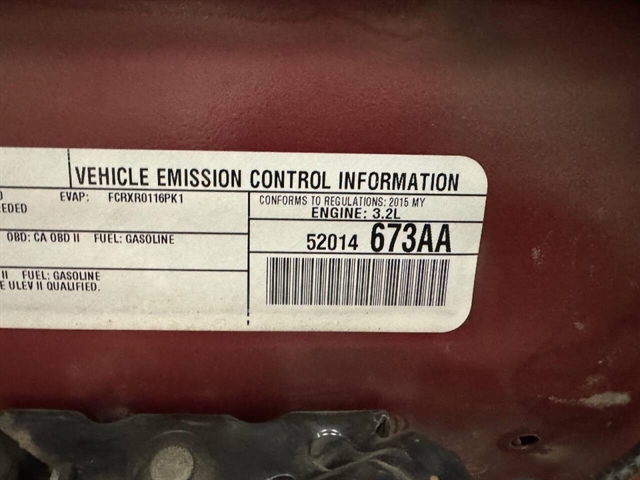 VEHICLE EMISSION CONTROL INFORMATION
EVAP: FCRXR0116PK1
CONFORMS TO REGULATIONS: 2015 MY
ENGINE: 3.2L
OBD: CA OBD II FUEL: GASOLINE
52014 673AA
II FUEL: GASOLINE
E ULEV II QUALIFIED.